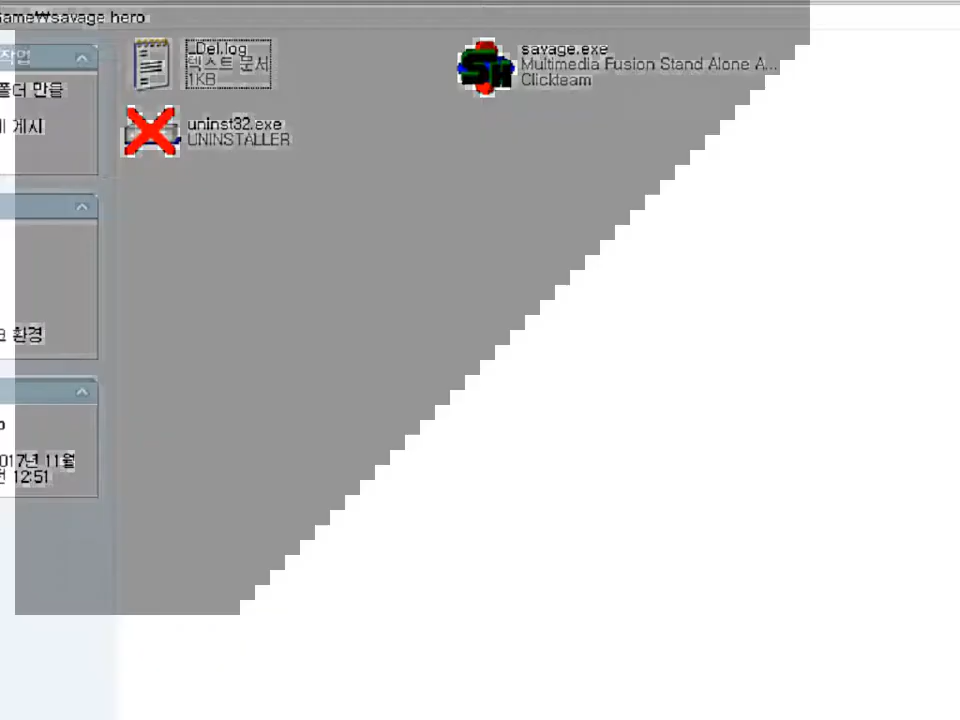 ame₩savage hero
작업
_Del.log
텍스트 문서
1KB
savage.exe
Multimedia Fusion Stand Alone A...
Clickteam
폴더 만들
게시
uninst32.exe
UNINSTALLER
환경
017년 11월
12:51